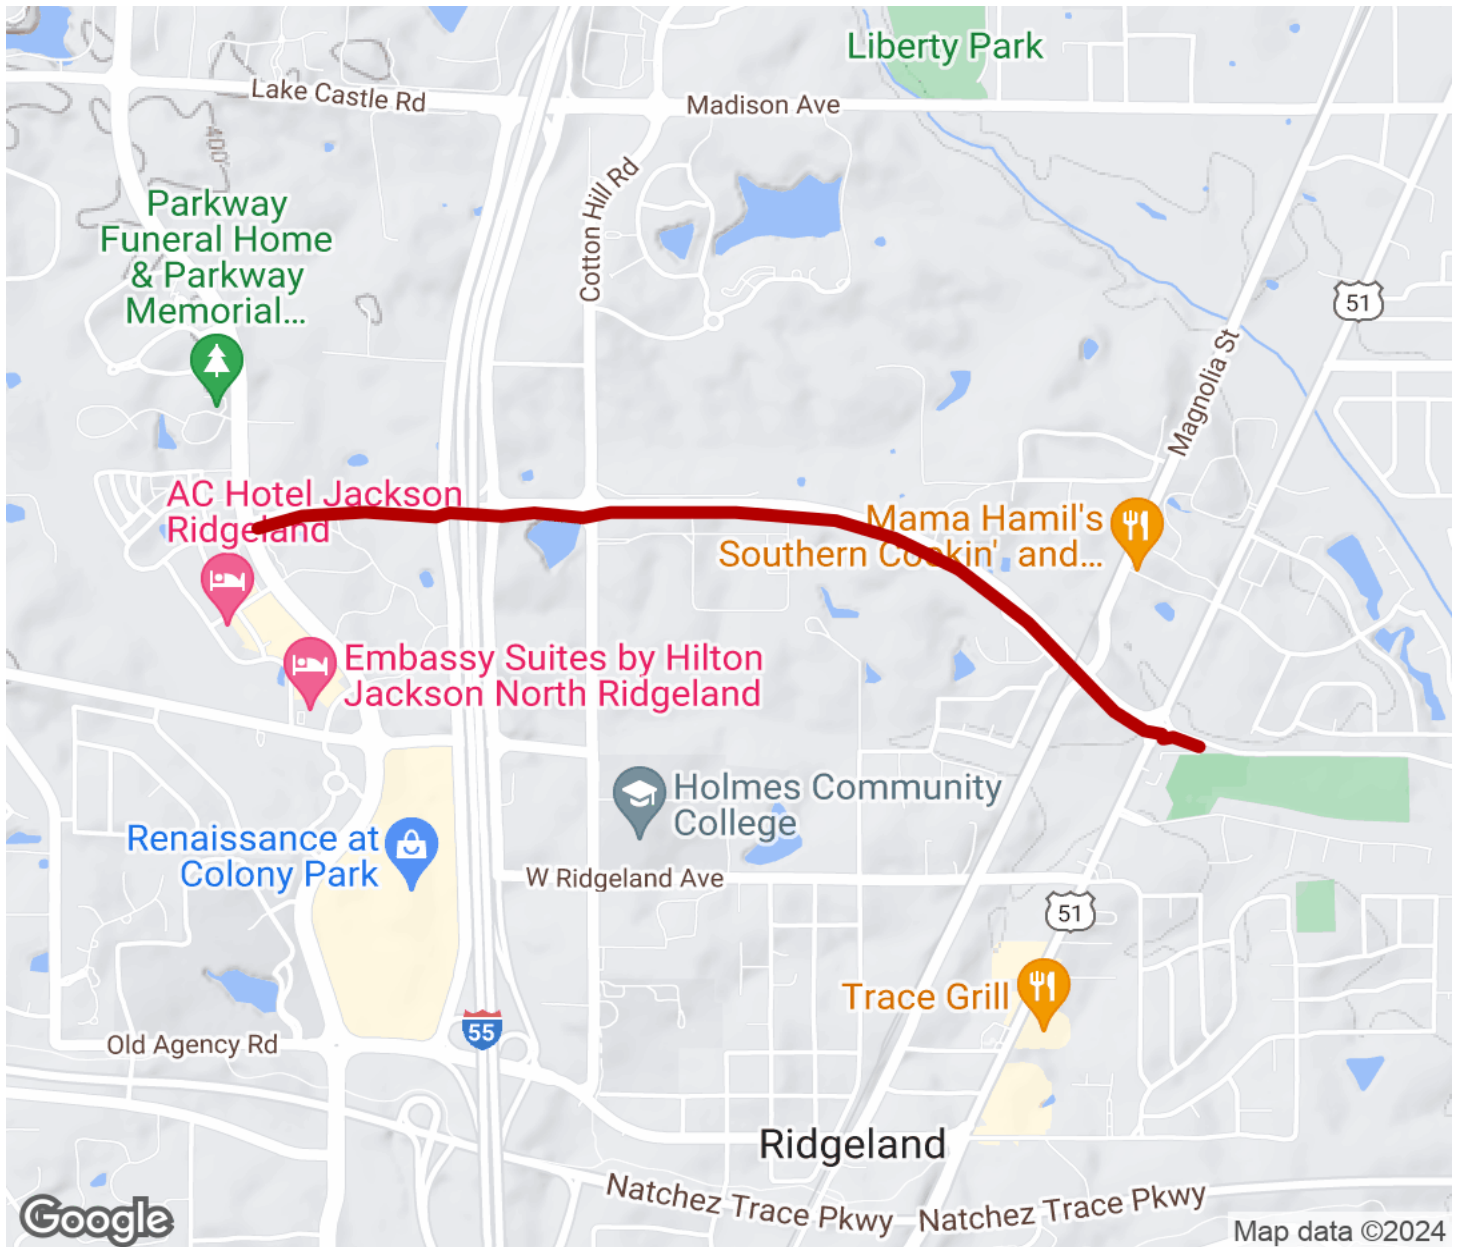 Liberty Park
Lake Castle Rd
Madison Ave
400'
Cotton Hill Rd
Parkway
Funeral Home
& Parkway
Memorial...
51
Magnolia St
AC Hotel Jackson
Ridgeland
Mama Hamil's
Southern Cookin' and...
Embassy Suites by Hilton
Jackson North Ridgeland
Holmes Community
College
Renaissance at
Colony Park
W Ridgeland Ave
51
Trace Grill
55
Old Agency Rd
Ridgeland
Natchez Trace Pkwy
Natchez Trace Pkwy
Google
Map data ©2024